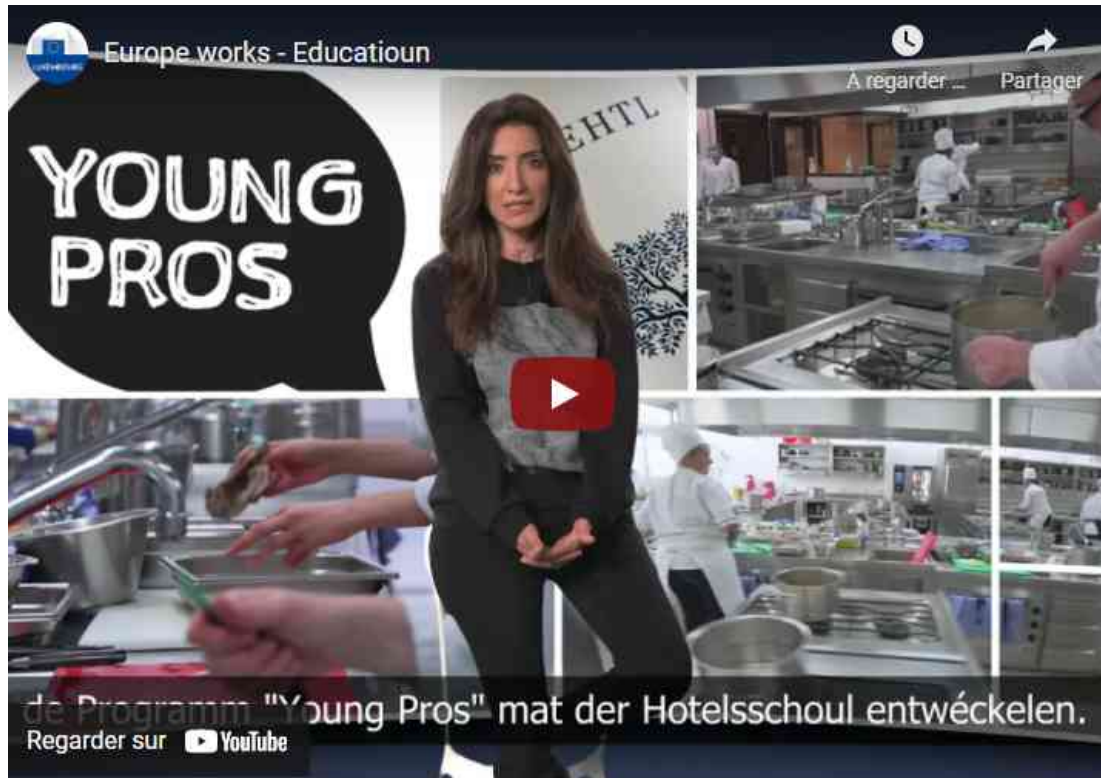 Europe works - Educatioun
À regarder ...
Partager
YOUNG
PROS
EHTL
de Programm "Young Pros" mat der Hotelsschoul entwéckelen.
Regarder sur YouTube